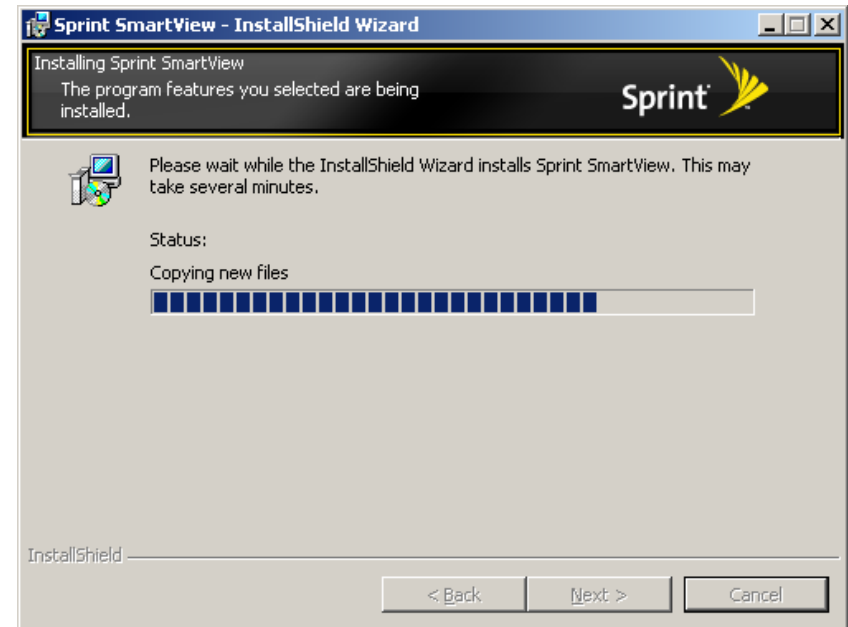 Sprint SmartView - InstallShield Wizard
Installing Sprint SmartView
The program features you selected are being
installed.
Sprint
Please wait while the InstallShield Wizard installs Sprint SmartView. This may
take several minutes.
Status:
Copying new files
InstallShield
< Back
Next >
Cancel